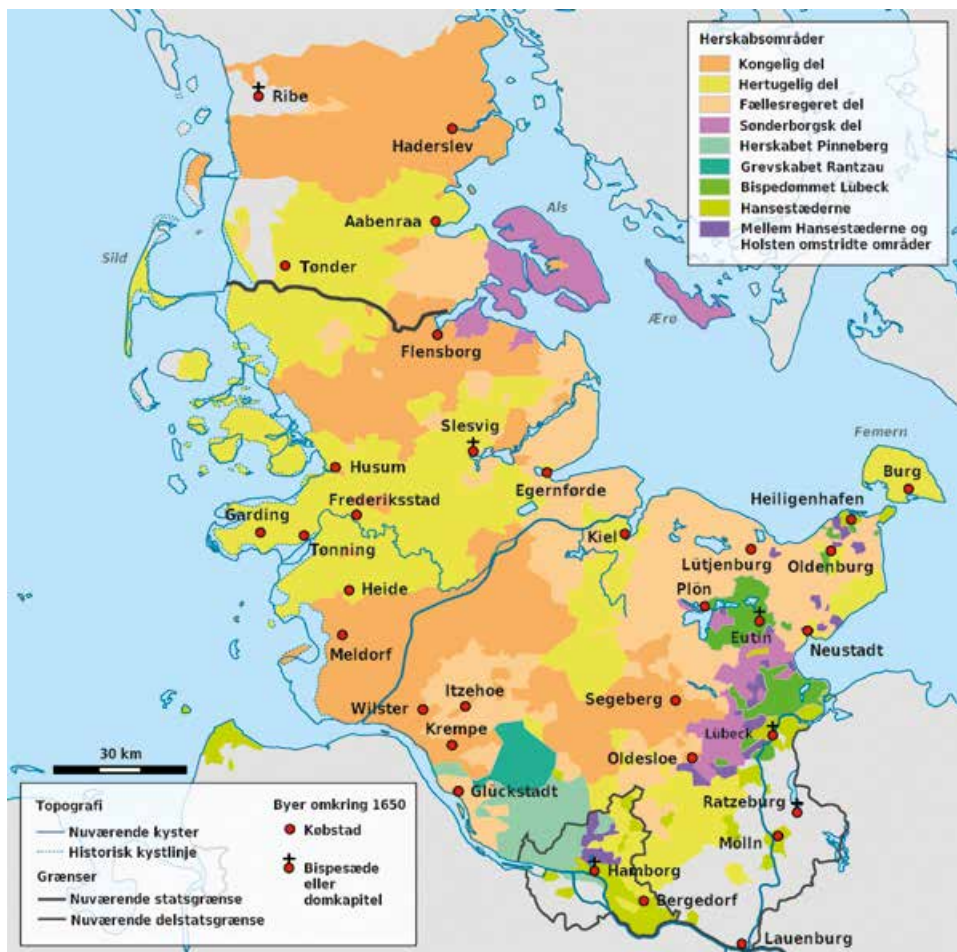 Herskabsområder
Kongelig del
Hertugelig del
Fællesregeret del
Sønderborgsk del
Herskabet Pinneberg
Grevskabet Rantzau
Bispedømmet Lübeck
Hansestæderne
Mellem Hansestæderne og
Holsten omstridte områder
Ribe
Haderslev
Aabenraa
Als
Sild
Tønder
Ærø
Flensborg
Slesvig
Femern
Husum
Burg
Egernførde
Heiligenhafen
Frederiksstad
Garding
Kiel
Tønning
Lütjenburg
Oldenburg
Heide
Plön
Eutin
Meldorf
Neustadt
Itzehoe
Segeberg
Wilster
Krempe
Lübeck
30 km
Oldesloe
Glückstadt
Ratzeburg
Mölln
Hamborg
Bergedorf
Lauenburg
Topografi
Nuværende kyster
Historisk kystlinje
Grænser
Nuværende statsgrænse
Nuværende delstatsgrænse
Byer omkring 1650
Købstad
Bispesæde
eller
domkapitel